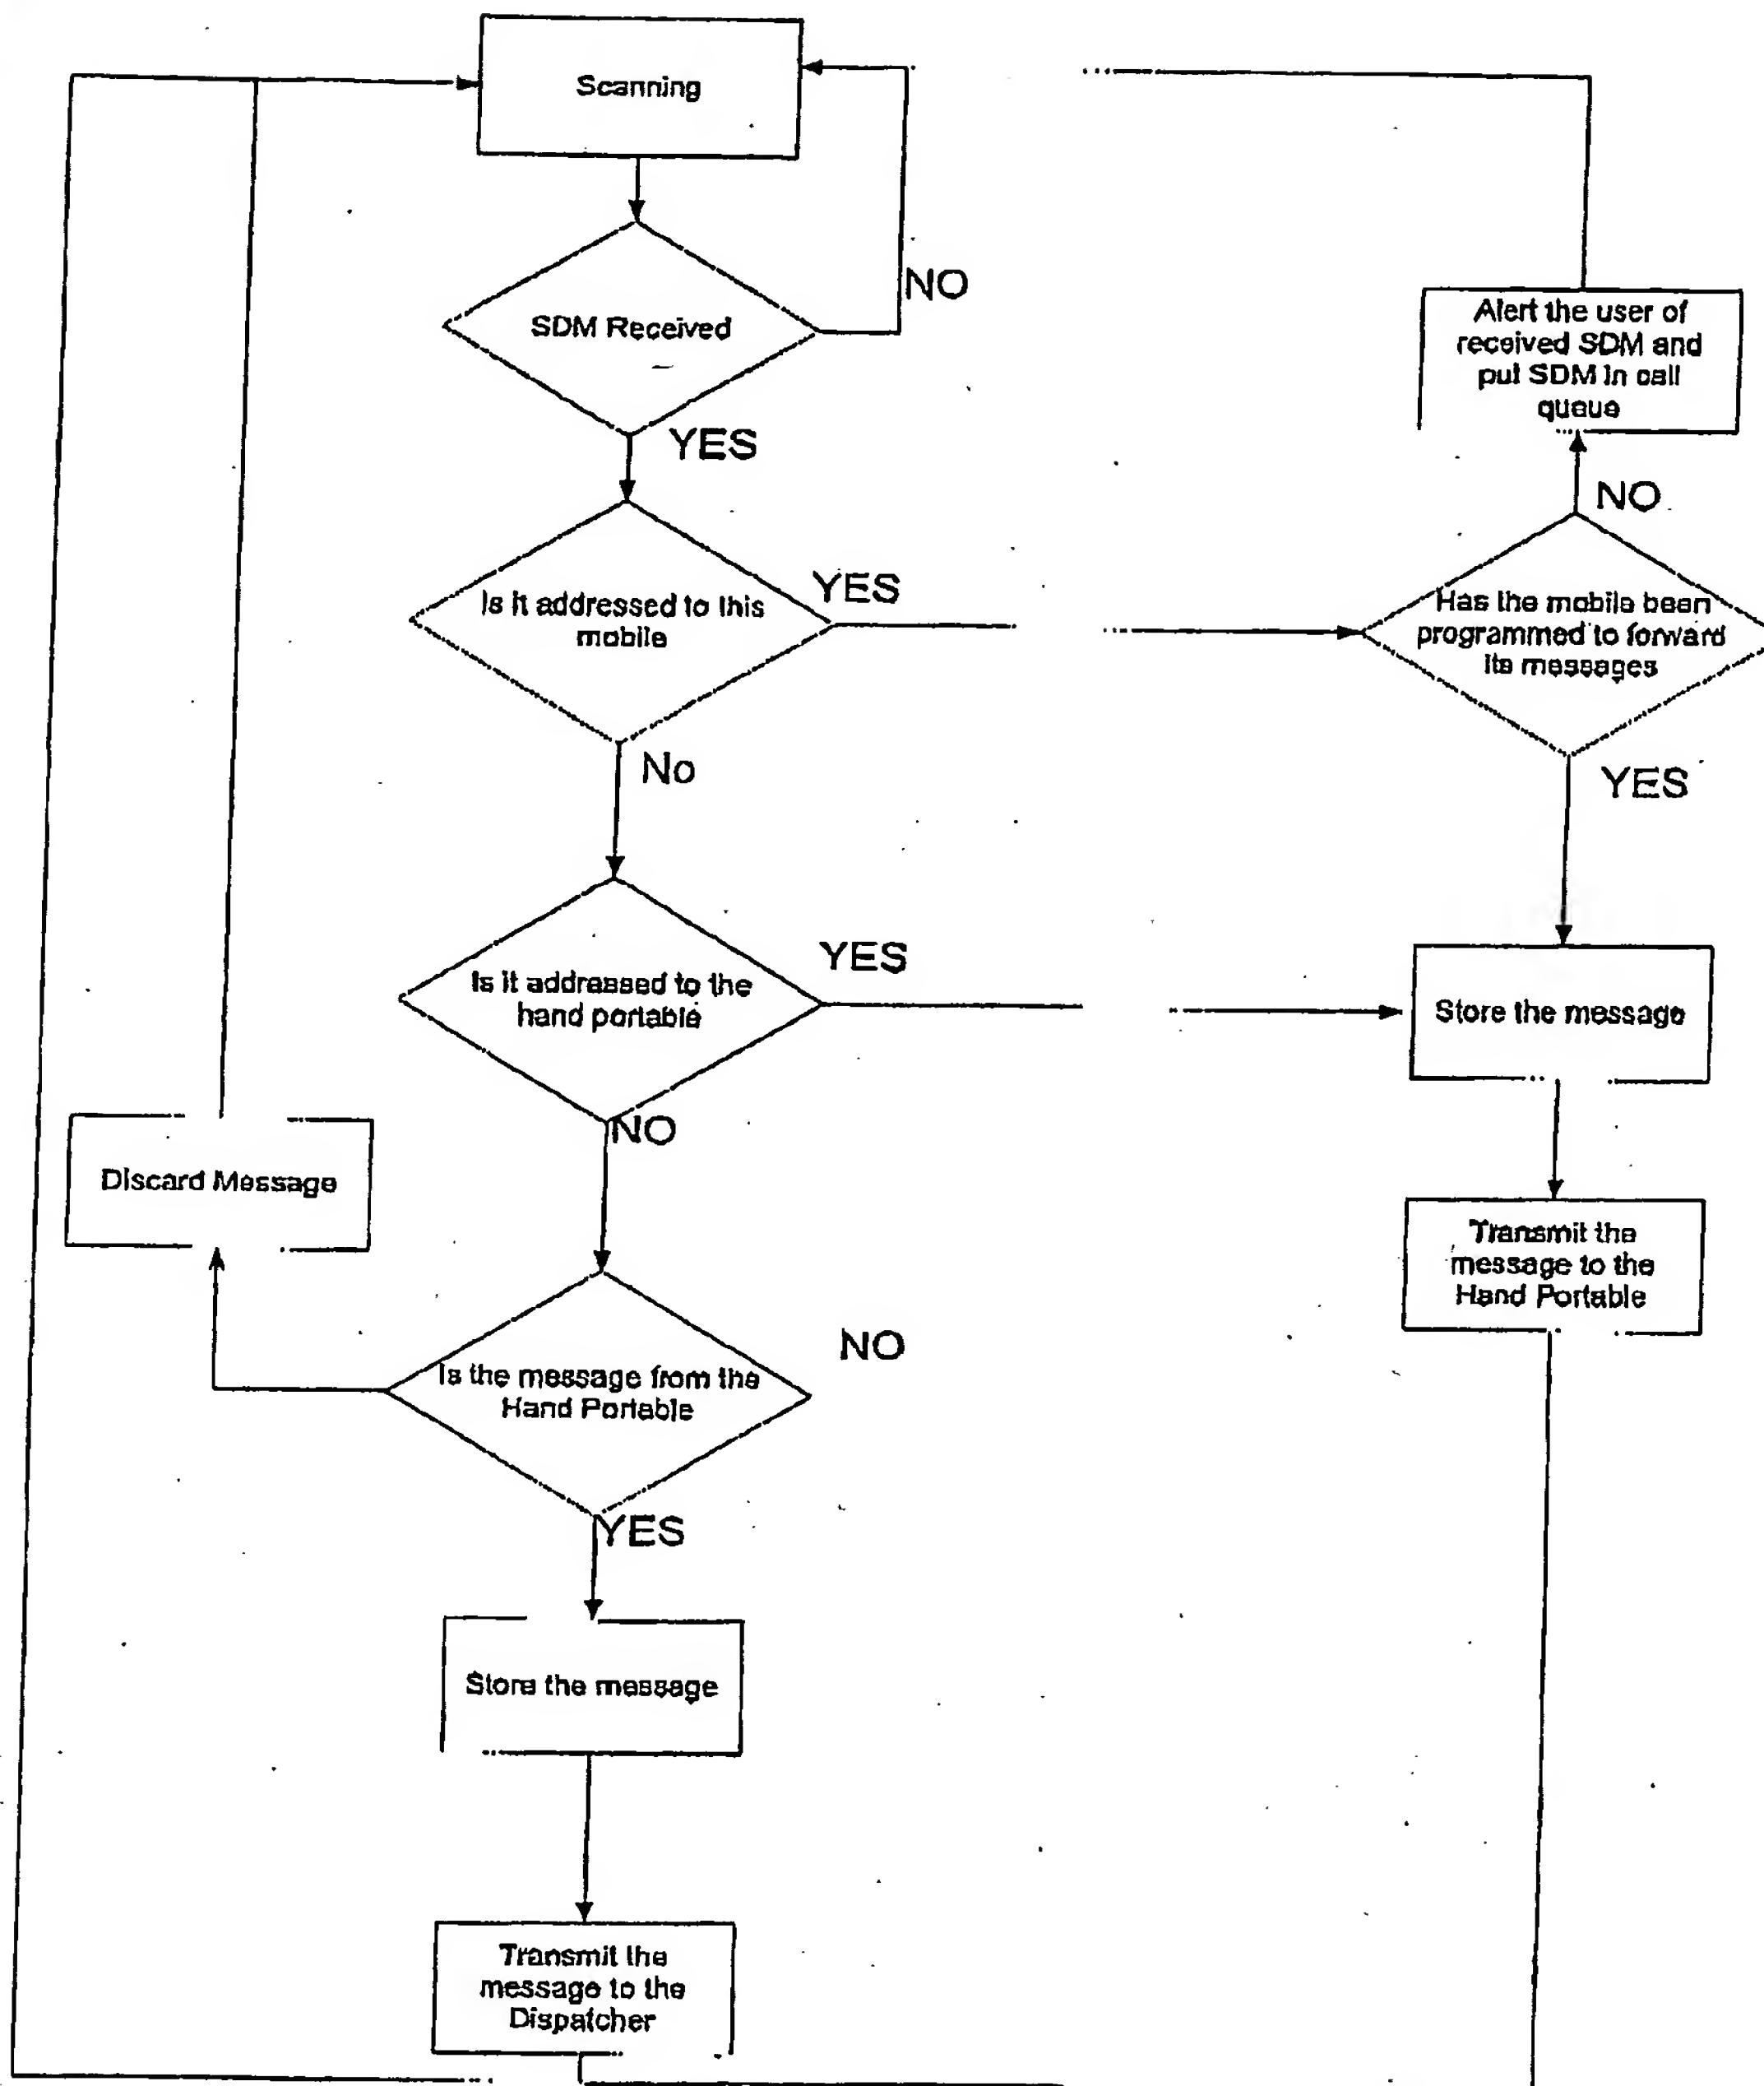 Scanning
SDM Received
NO
YES
Alert the user of
received SDM and
put SDM in call
queue
NO
Is it addressed to this
mobile
YES
Has the mobile been
programmed to forward
its messages
No
YES
Is it addressed to the
hand portable
YES
Store the message
NO
Discard Message
Transmit the
message to the
Hand Portable
Is the message from the
Hand Portable
NO
YES
Store the message
Transmit the
message to the
Dispatcher